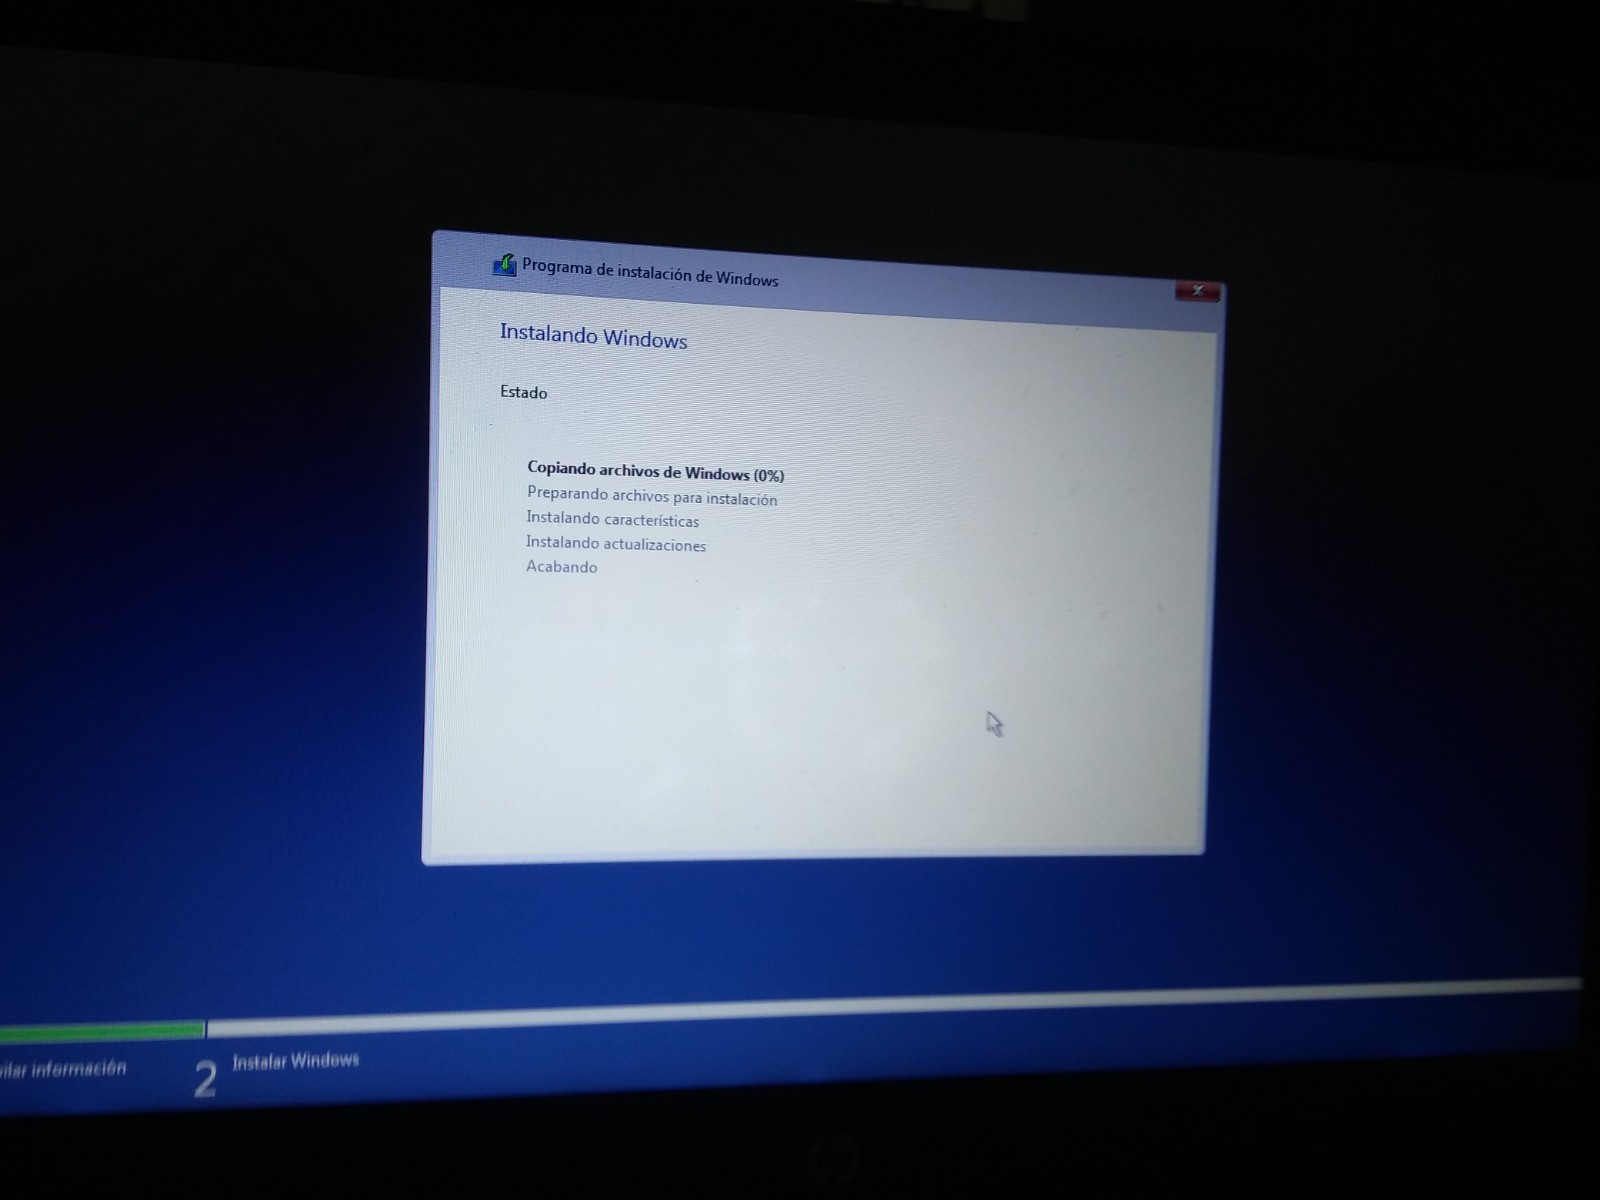 Programa de instalación de Windows
Instalando Windows
Estado
Copiando archivos de Windows (0%)
Preparando archivos para instalación
Instalando características
Instalando actualizaciones
Acabando
información
2 Instalar Windows
hp